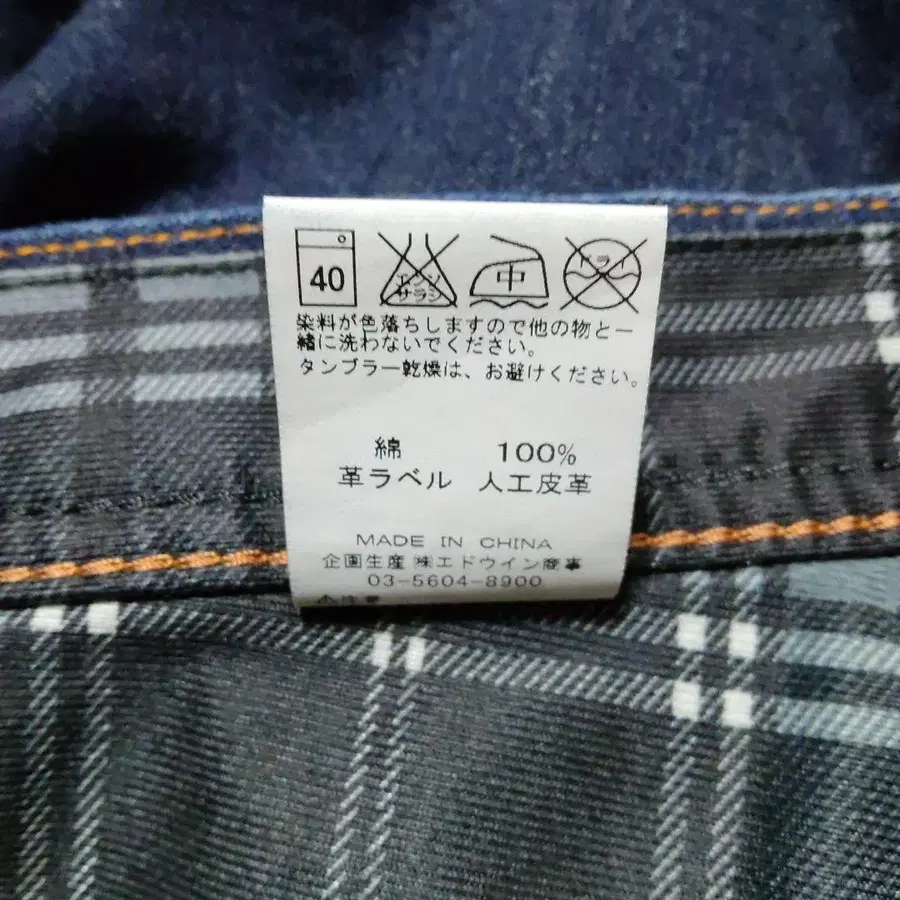 40
エンソ
サラシ
中
ドライ
染料が色落ちしますので他の物と一
緒に洗わないでください。
タンブラー乾燥は、お避けください。
綿 100%
革ラベル 人工皮革
MADE IN CHINA
企画生産 ㈱エドウイン商事
03-5604-8900